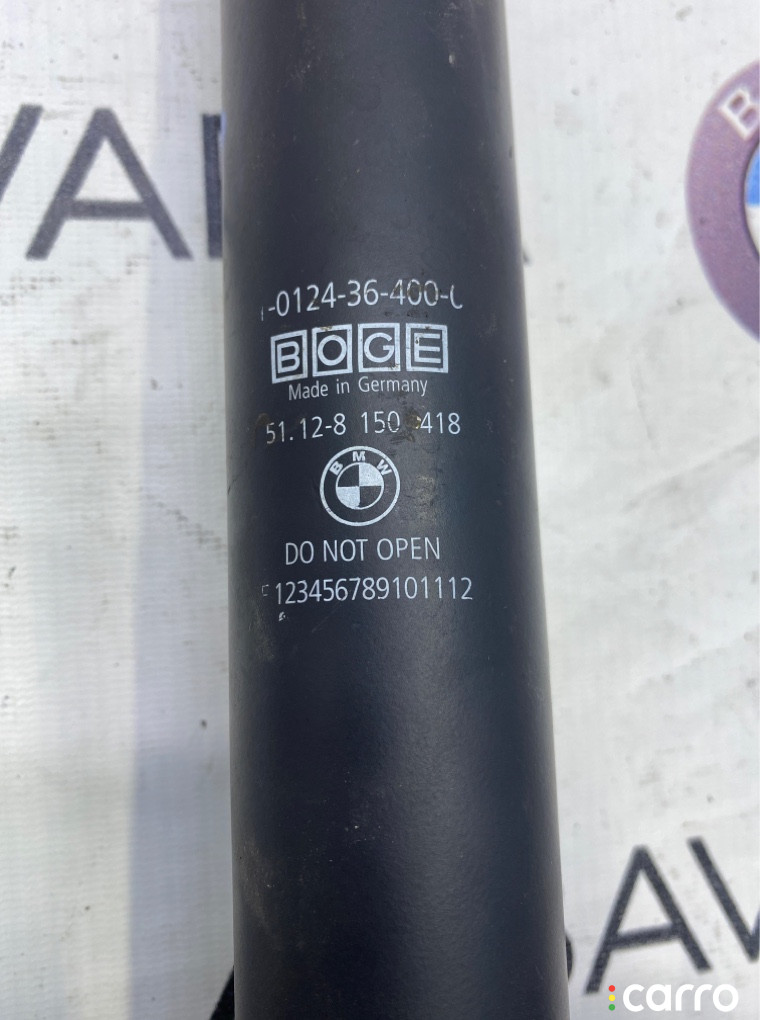 -0124-36-400-
BOGE
Made in Germany
51.12-8 150 418
BMW
DO NOT OPEN
123456789101112
carro